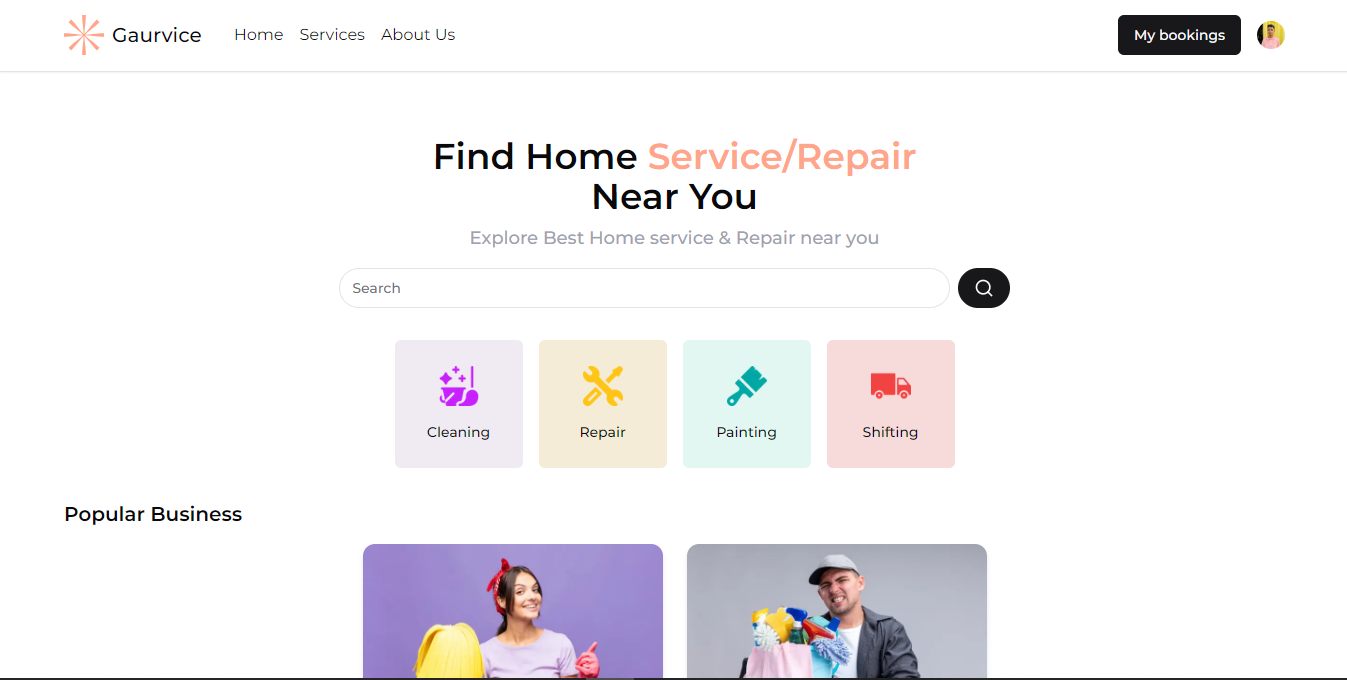 Gaurvice
Home
Services
About Us
My bookings
Find Home Service/Repair
Near You
Explore Best Home service & Repair near you
Search
Cleaning
Repair
Painting
Shifting
Popular Business